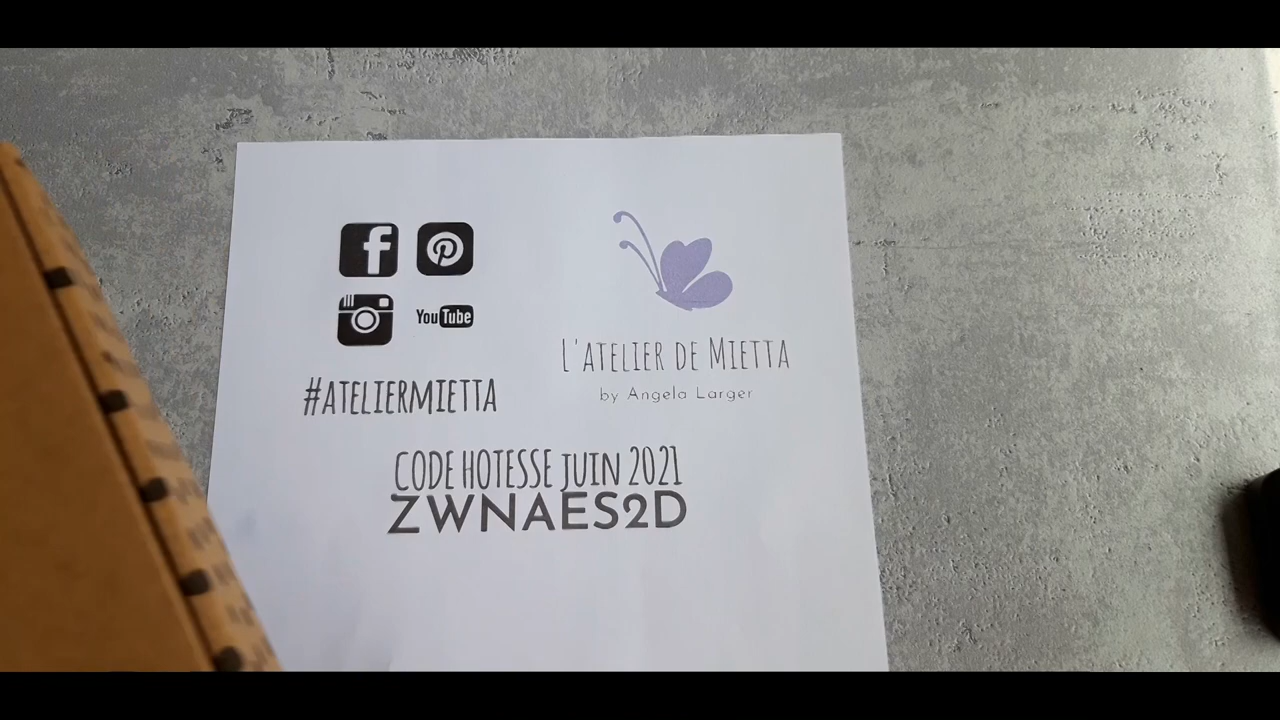 YouTube
#ATELIERMIETTA
L'ATELIER DE MIETTA
by Angela Larger
CODE HOTESSE JUIN 2021
ZWNAES2D